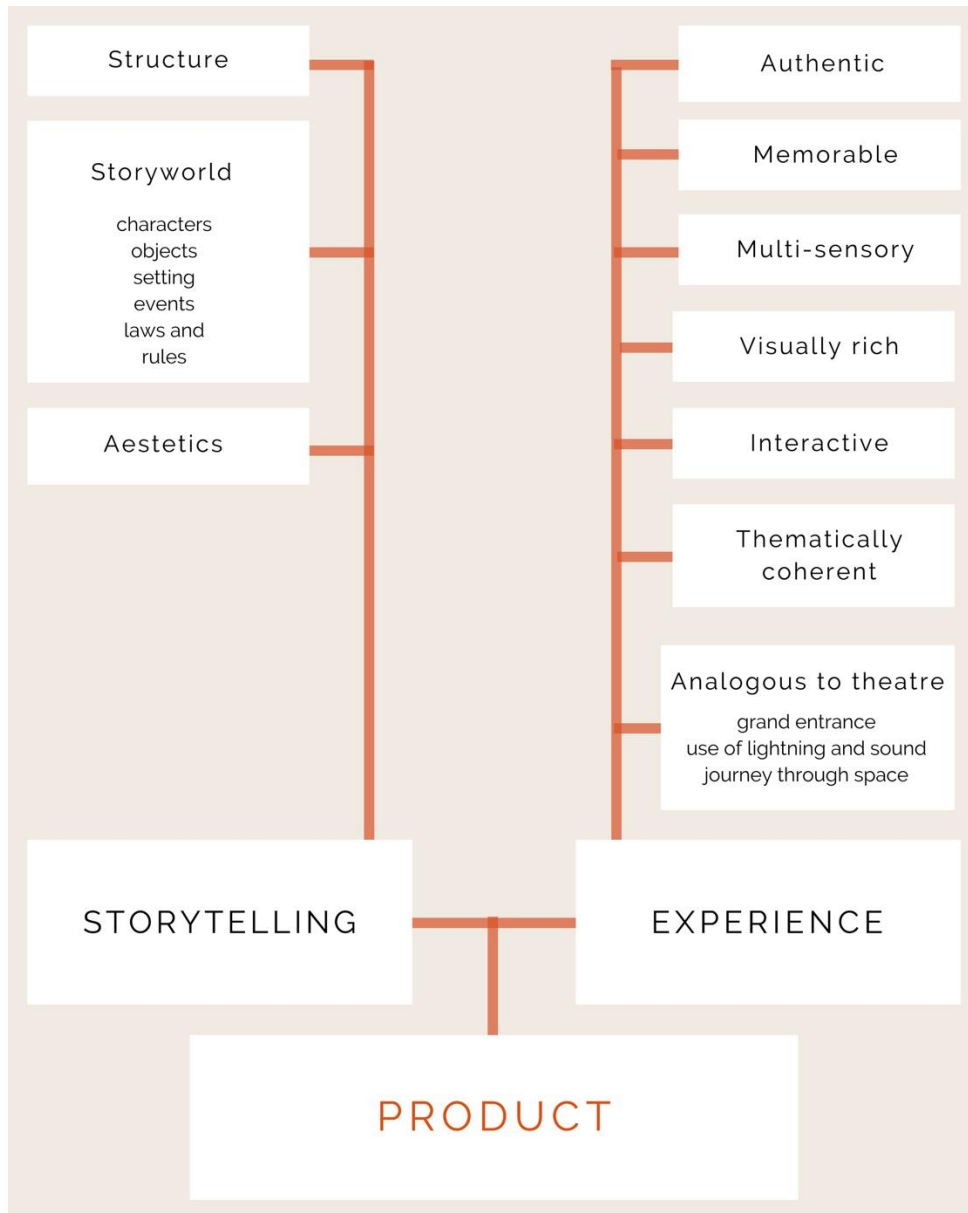 Structure
Storyworld
characters
objects
setting
events
laws and
rules
Aestetics
Authentic
Memorable
Multi-sensory
Visually rich
Interactive
Thematically
coherent
Analogous to theatre
grand entrance
use of lightning and sound
journey through space
STORYTELLING
EXPERIENCE
PRODUCT